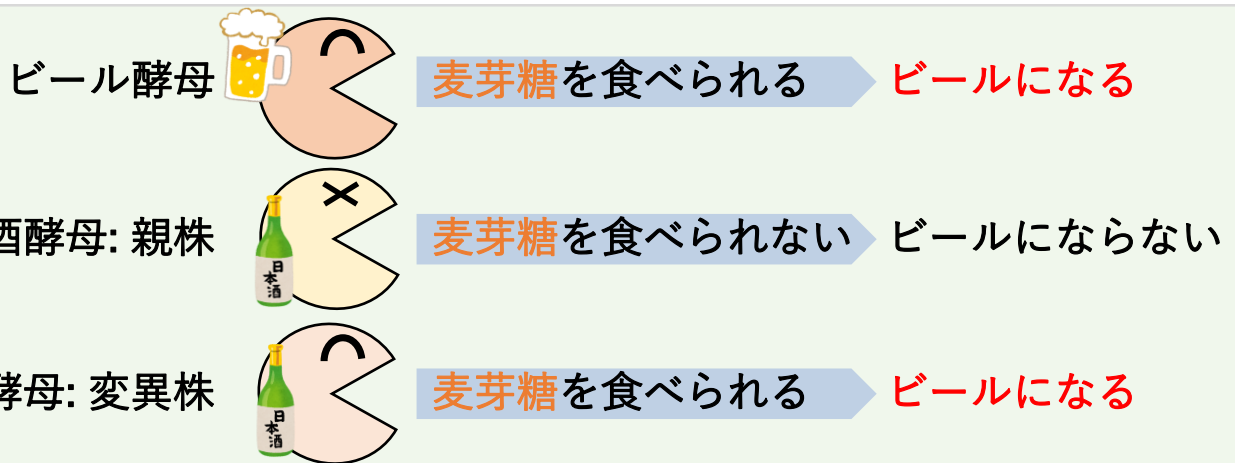 ビール酵母 麦芽糖を食べられる ビールになる
酒酵母: 親株 麦芽糖を食べられない ビールにならない
日本酒
酵母: 変異株 麦芽糖を食べられる ビールになる
日本酒